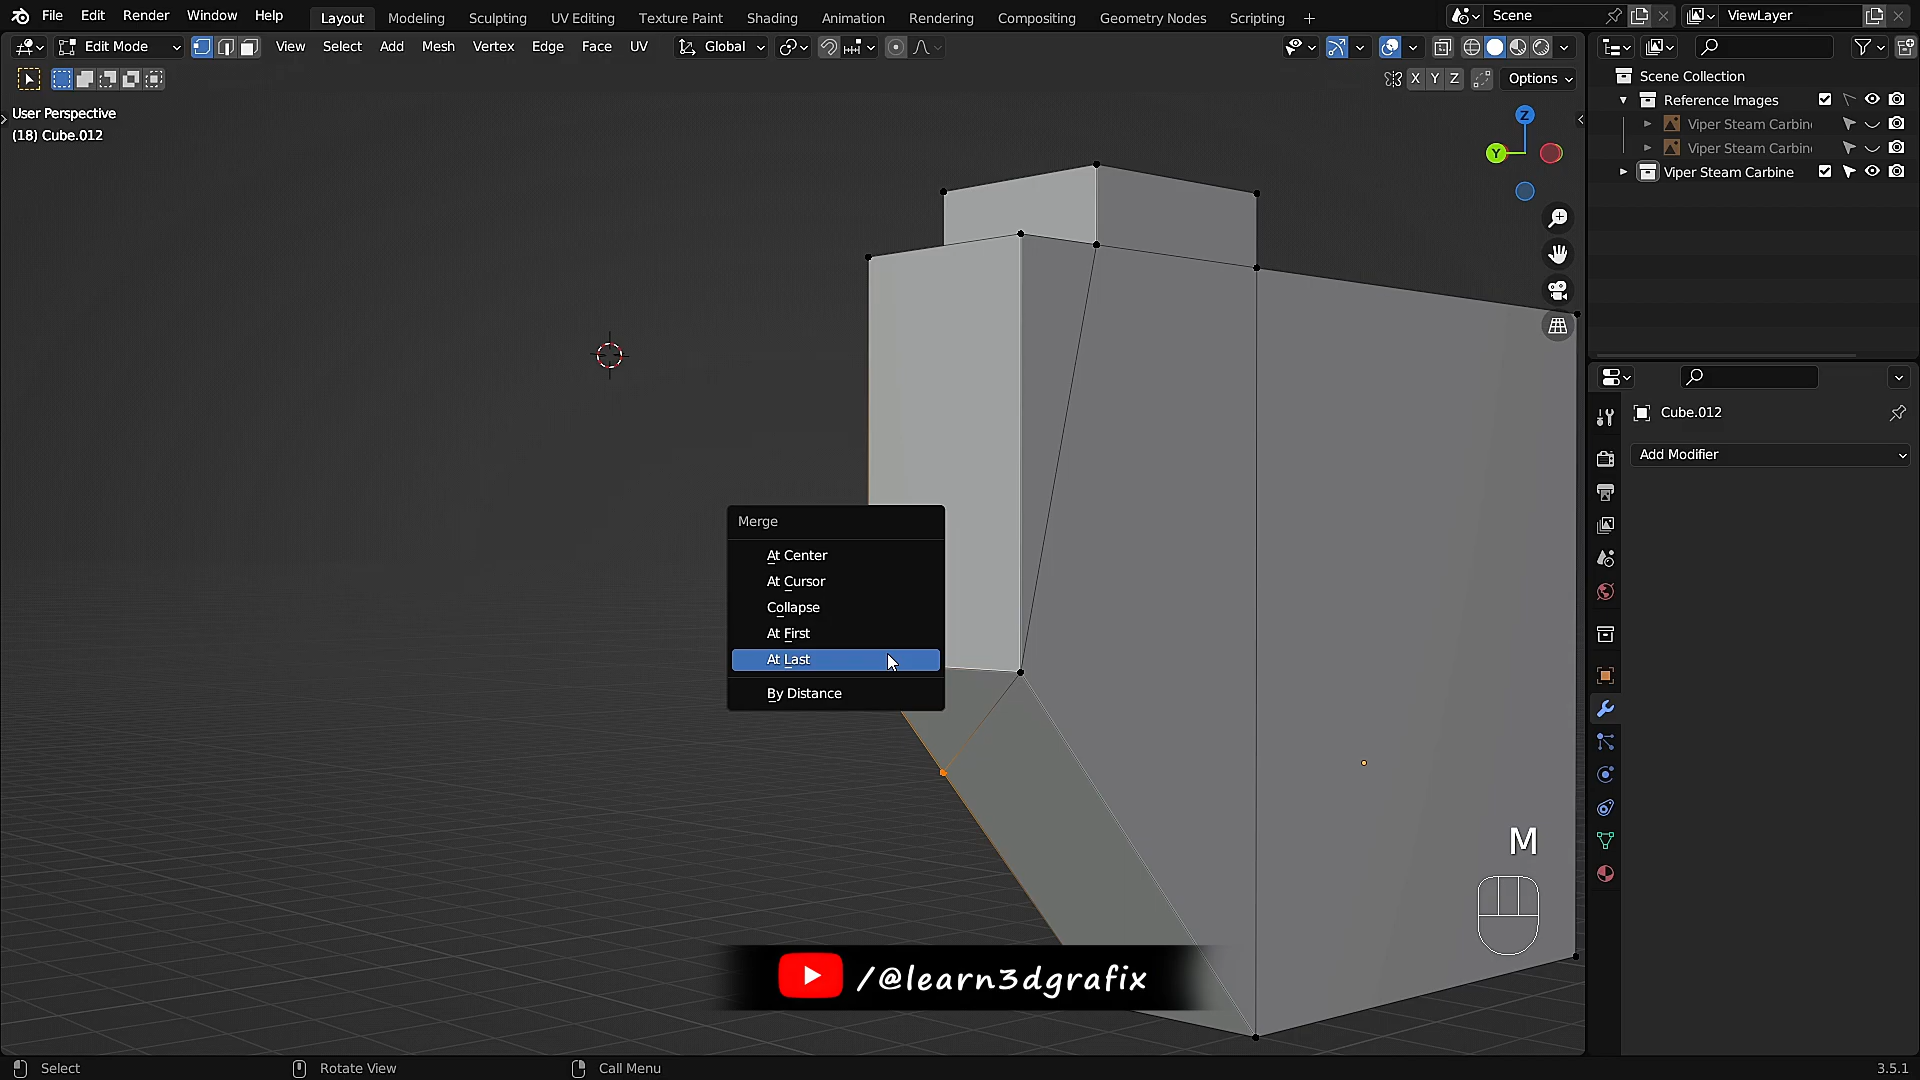 File Edit Render Window Help Layout Modeling Sculpting UV Editing Texture Paint Shading Animation Rendering Compositing Geometry Nodes Scripting + Scene ViewLayer
Edit Mode View Select Add Mesh Vertex Edge Face UV Global
X Y Z Options
User Perspective
(18) Cube.012
Scene Collection
Reference Images
Viper Steam Carbin
Viper Steam Carbin
Viper Steam Carbine
Z
Y
Cube.012
Add Modifier
Merge
At Center
At Cursor
Collapse
At First
At Last
By Distance
M
/@learn3dgrafix
Select Rotate View Call Menu 3.5.1